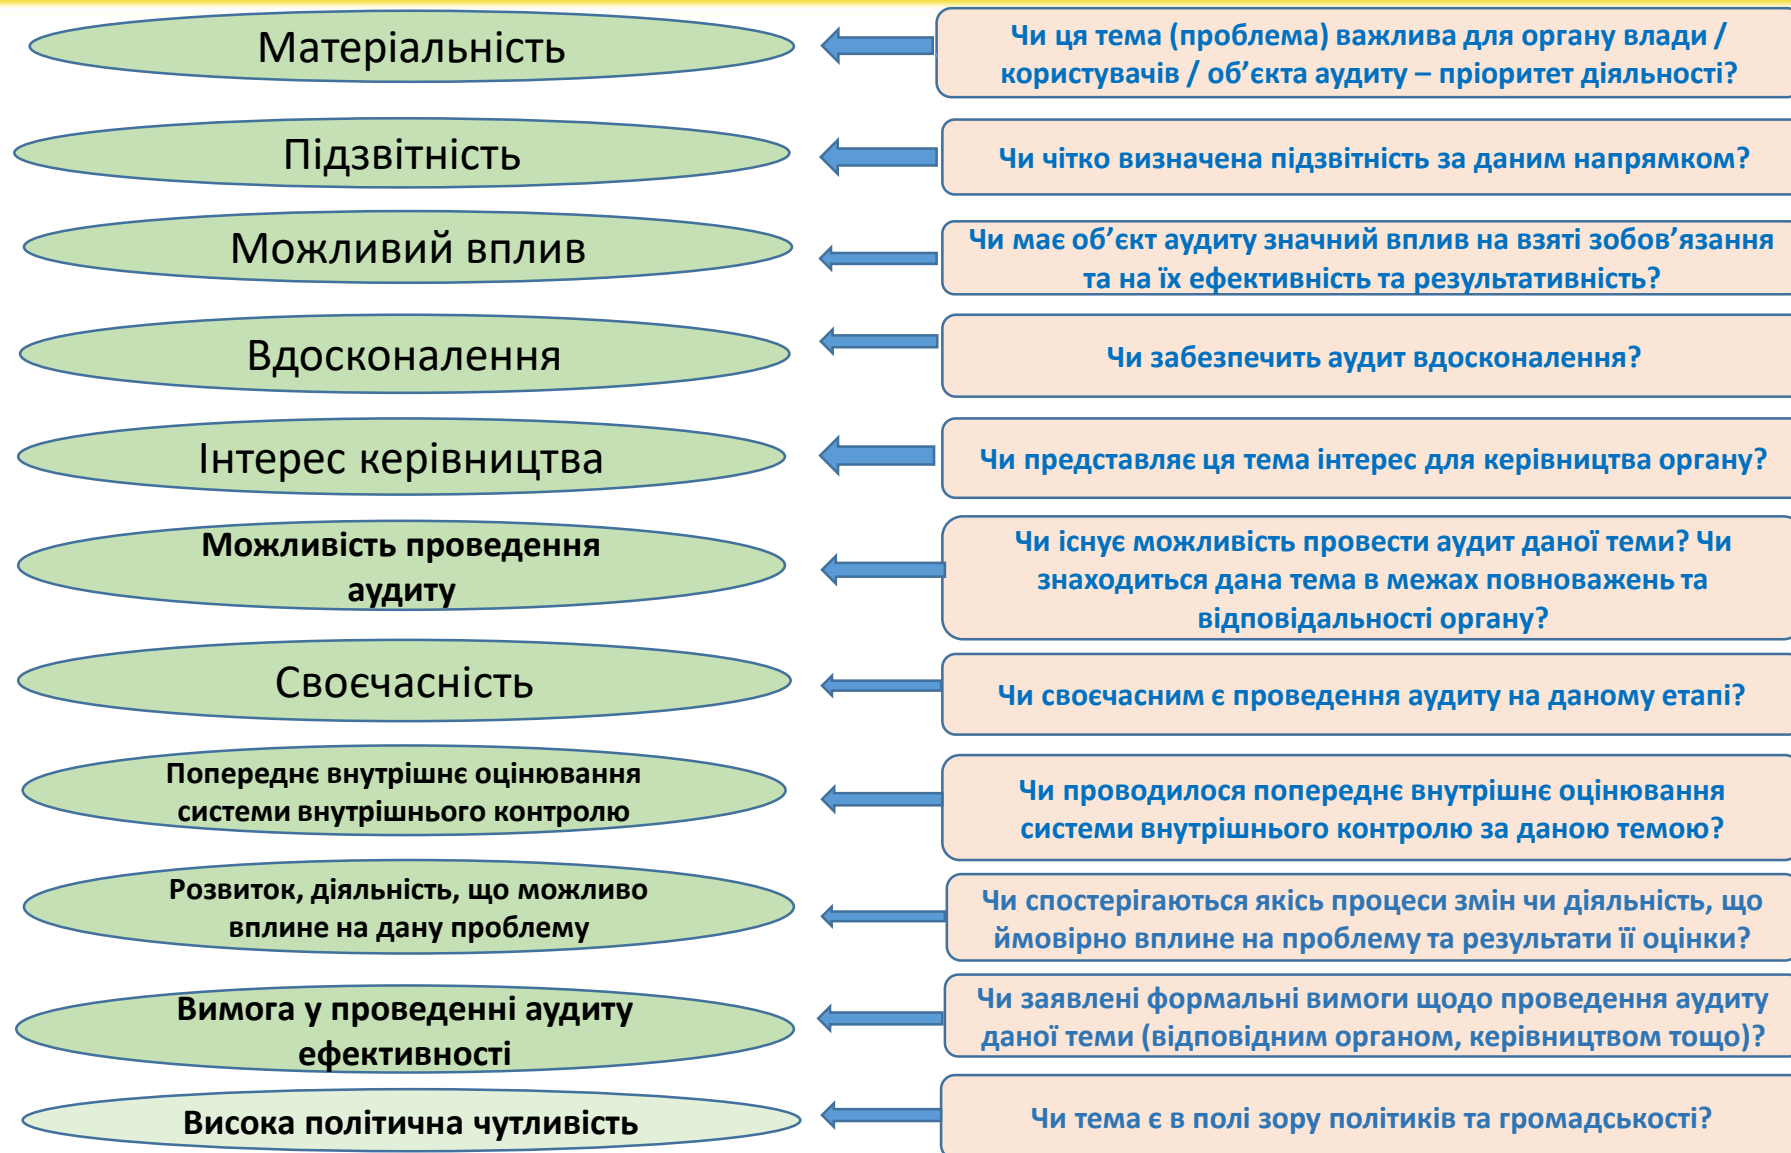 Матеріальність
Чи ця тема (проблема) важлива для органу влади /
користувачів / об’єкта аудиту – пріоритет діяльності?
Підзвітність
Чи чітко визначена підзвітність за даним напрямком?
Можливий вплив
Чи має об’єкт аудиту значний вплив на взяті зобов’язання
та на їх ефективність та результативність?
Вдосконалення
Чи забезпечить аудит вдосконалення?
Інтерес керівництва
Чи представляє ця тема інтерес для керівництва органу?
Можливість проведення
аудиту
Чи існує можливість провести аудит даної теми? Чи
знаходиться дана тема в межах повноважень та
відповідальності органу?
Своєчасність
Чи своєчасним є проведення аудиту на даному етапі?
Попереднє внутрішнє оцінювання
системи внутрішнього контролю
Чи проводилося попереднє внутрішнє оцінювання
системи внутрішнього контролю за даною темою?
Розвиток, діяльність, що можливо
вплине на дану проблему
Чи спостерігаються якісь процеси змін чи діяльність, що
ймовірно вплине на проблему та результати її оцінки?
Вимога у проведенні аудиту
ефективності
Чи заявлені формальні вимоги щодо проведення аудиту
даної теми (відповідним органом, керівництвом тощо)?
Висока політична чутливість
Чи тема є в полі зору політиків та громадськості?